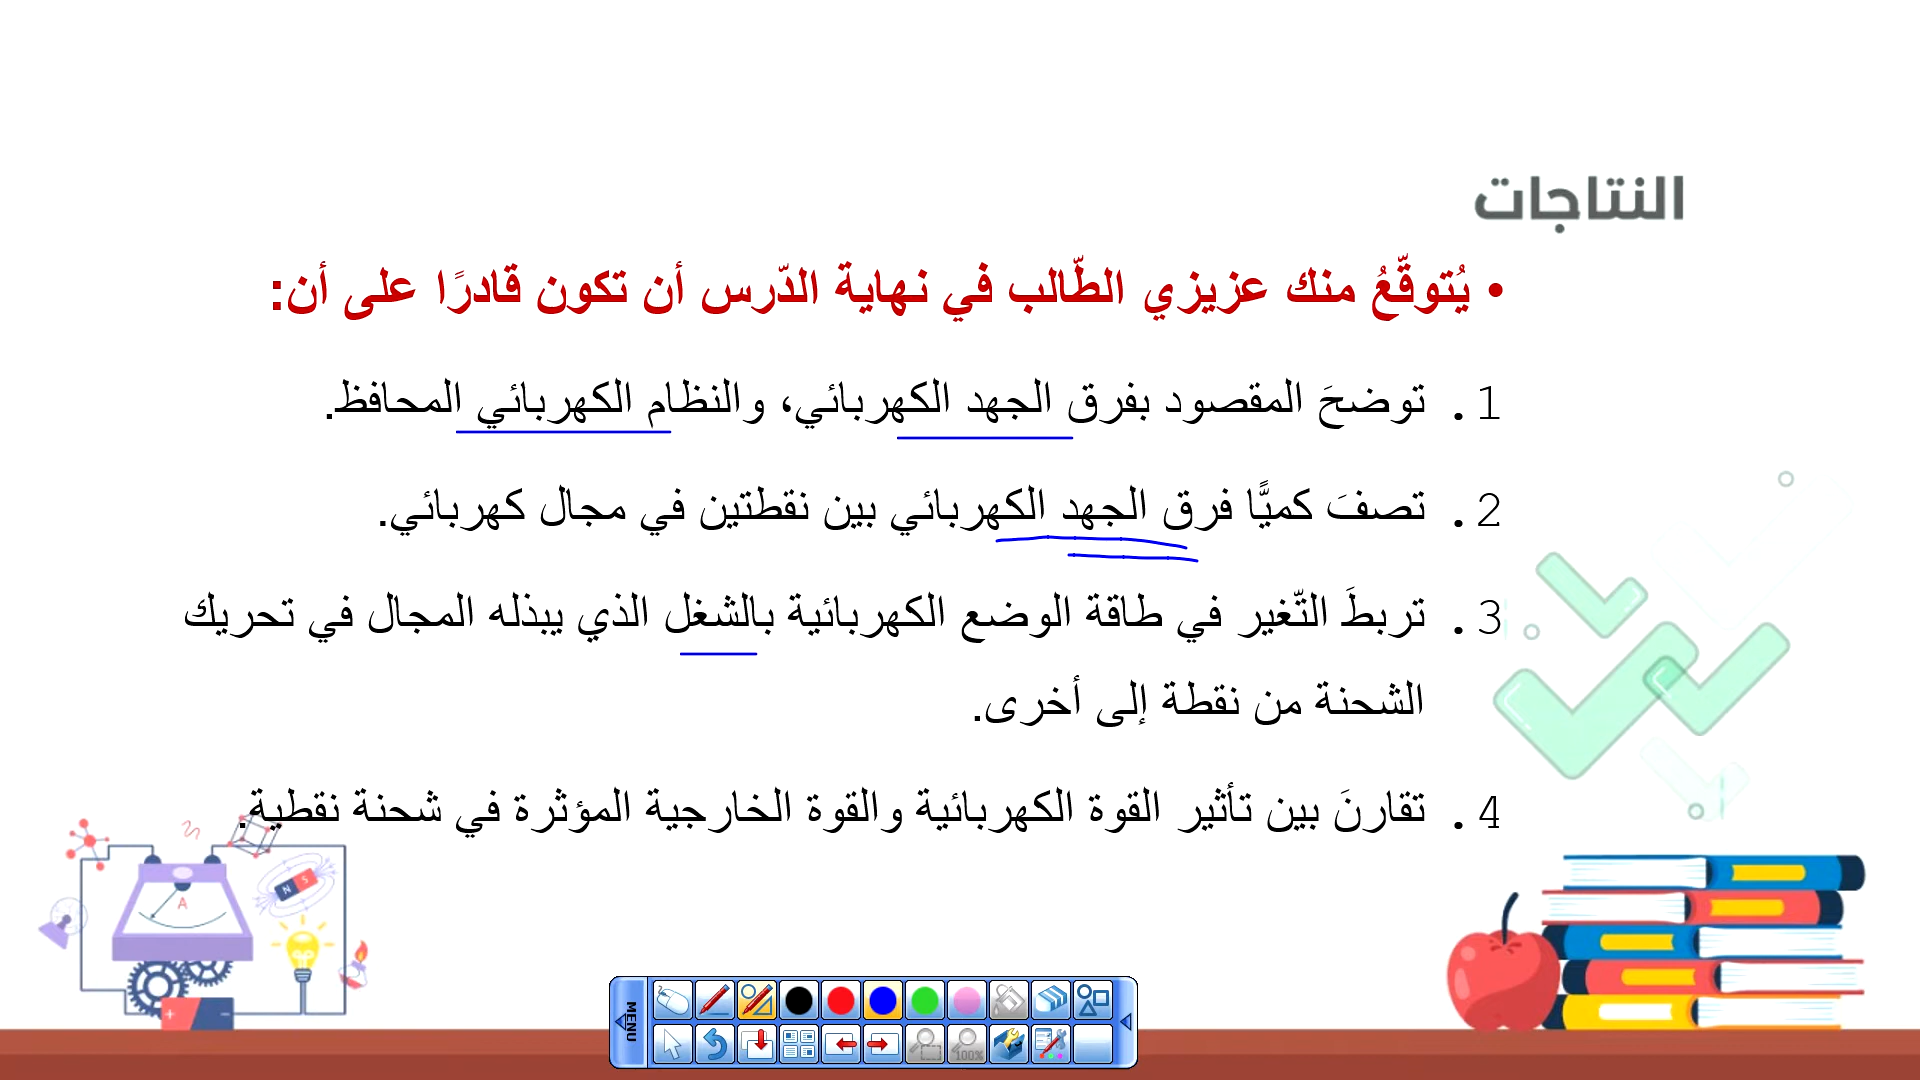 النتاجات
• يُتوقّعُ منك عزيزي الطّالب في نهاية الدّرس أن تكون قادرًا على أن:
1. توضحَ المقصود بفرق الجهد الكهربائي، والنظام الكهربائي المحافظ.
2. تصفَ كميًّا فرق الجهد الكهربائي بين نقطتين في مجال كهربائي.
3. تربطَ التّغير في طاقة الوضع الكهربائية بالشغل الذي يبذله المجال في تحريك
الشحنة من نقطة إلى أخرى.
4. تقارنَ بين تأثير القوة الكهربائية والقوة الخارجية المؤثرة في شحنة نقطية.
A
N S
+ -
MENU
100%